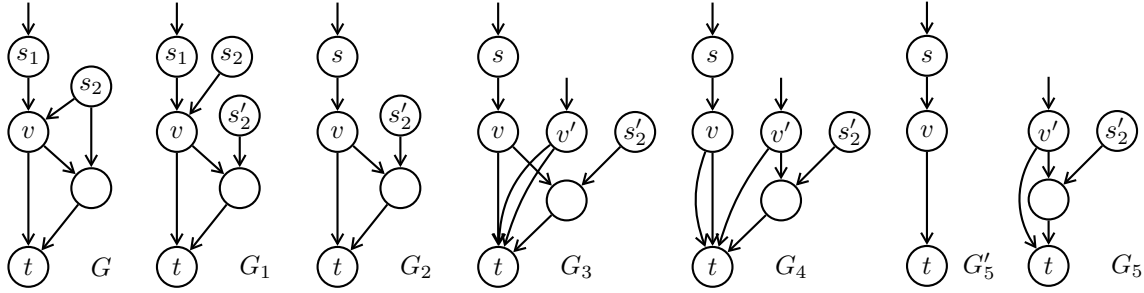 s₁
s₂
v
t
G
s₁
s₂
s′₂
v
t
G₁
s
s′₂
v
t
G₂
s
v
v′
s′₂
t
G₃
s
v
v′
s′₂
t
G₄
s
v
t
G′₅
v′
s′₂
t
G₅